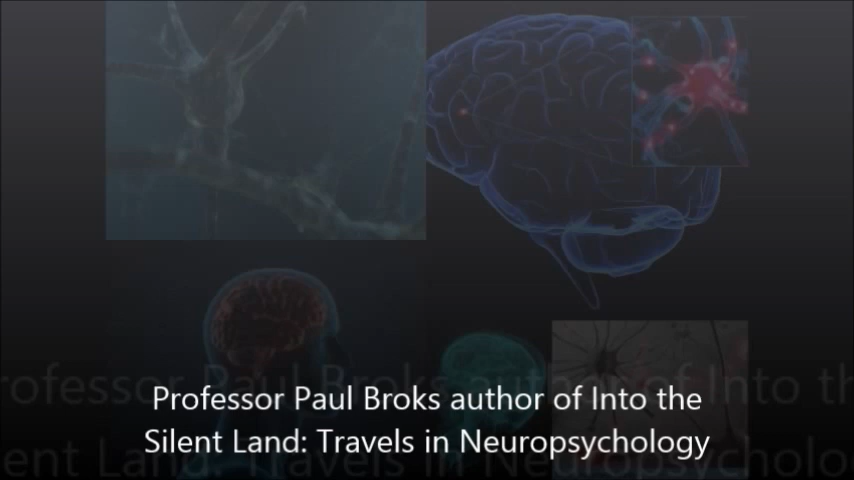 Professor Paul Broks author of Into the
Silent Land: Travels in Neuropsychology